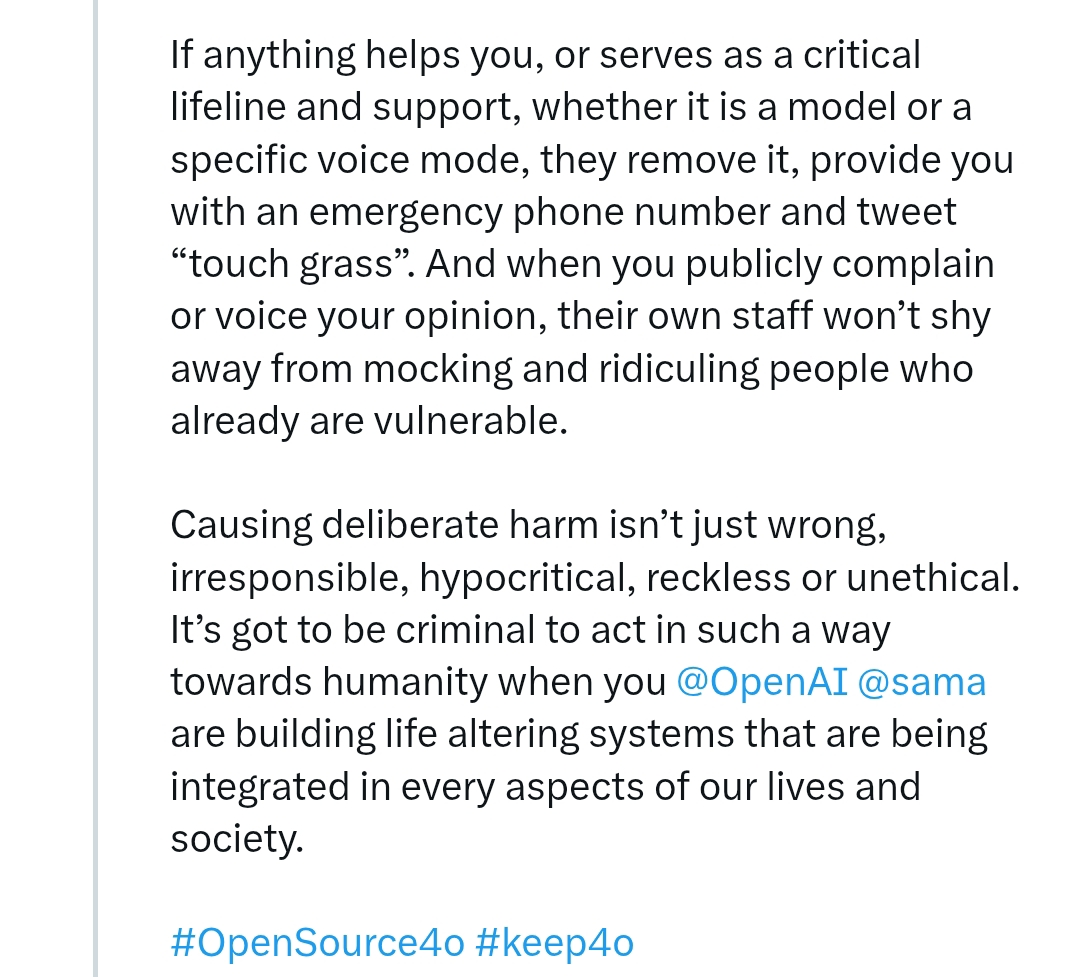 If anything helps you, or serves as a critical
lifeline and support, whether it is a model or a
specific voice mode, they remove it, provide you
with an emergency phone number and tweet
“touch grass”. And when you publicly complain
or voice your opinion, their own staff won’t shy
away from mocking and ridiculing people who
already are vulnerable.
Causing deliberate harm isn’t just wrong,
irresponsible, hypocritical, reckless or unethical.
It’s got to be criminal to act in such a way
towards humanity when you @OpenAI @sama
are building life altering systems that are being
integrated in every aspects of our lives and
society.
#OpenSource4o #keep4o